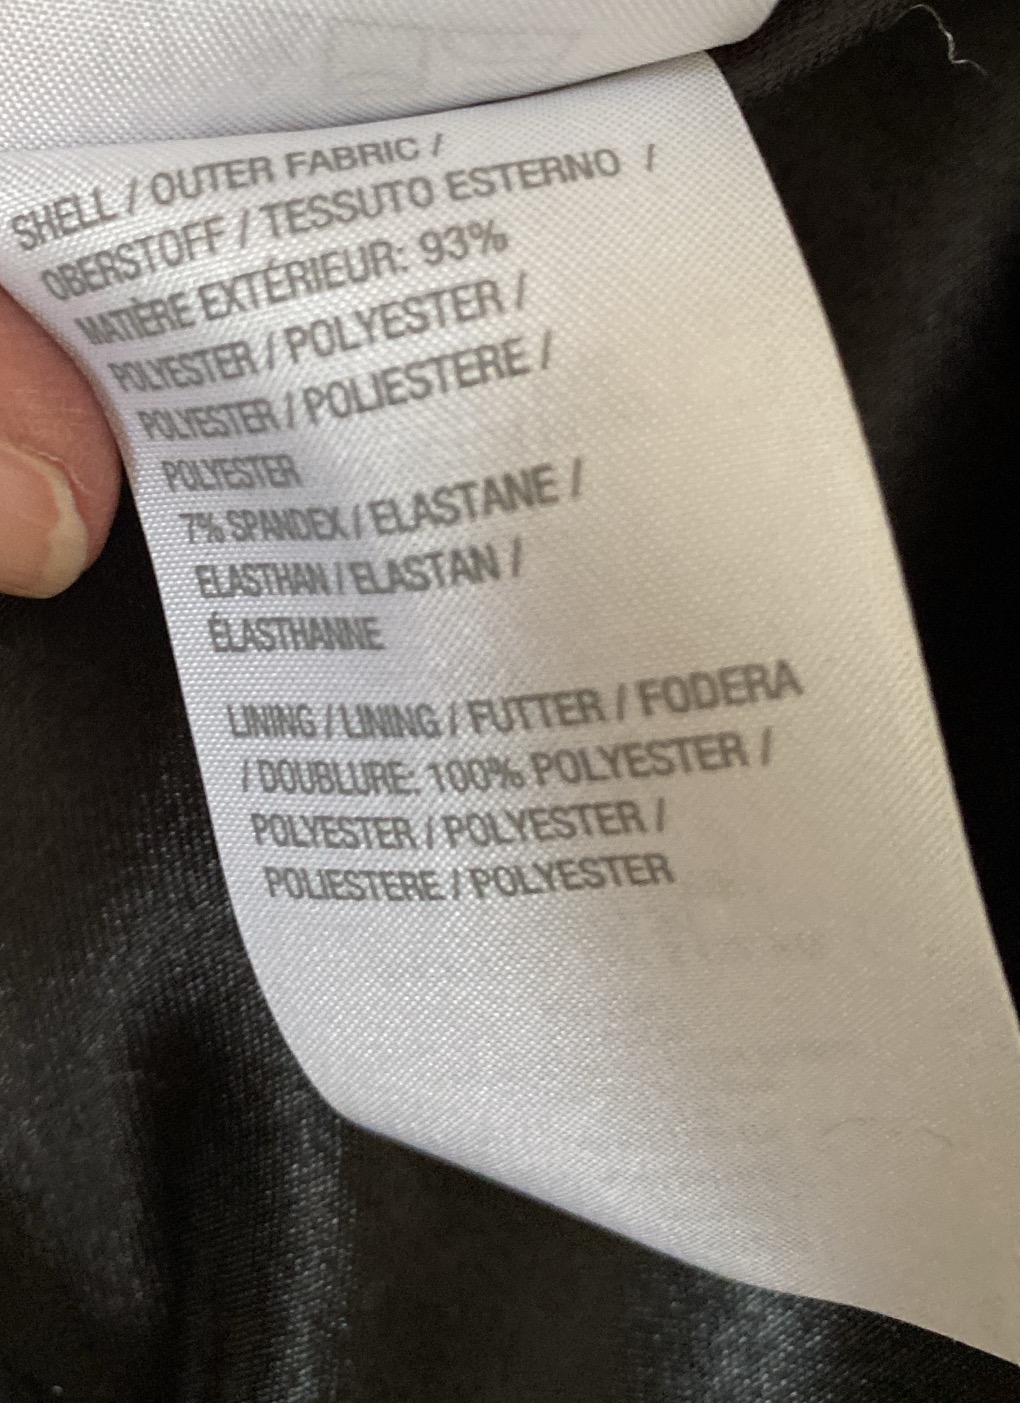 SHELL / OUTER FABRIC /
OBERSTOFF / TESSUTO ESTERNO /
MATIÈRE EXTÉRIEUR: 93%
POLYESTER / POLYESTER /
POLYESTER / POLIESTERE /
POLYESTER
7% SPANDEX / ELASTANE /
ELASTHAN / ELASTAN /
ÉLASTHANNE
LINING / LINING / FUTTER / FODERA
/ DOUBLURE: 100% POLYESTER /
POLYESTER / POLYESTER /
POLIESTERE / POLYESTER